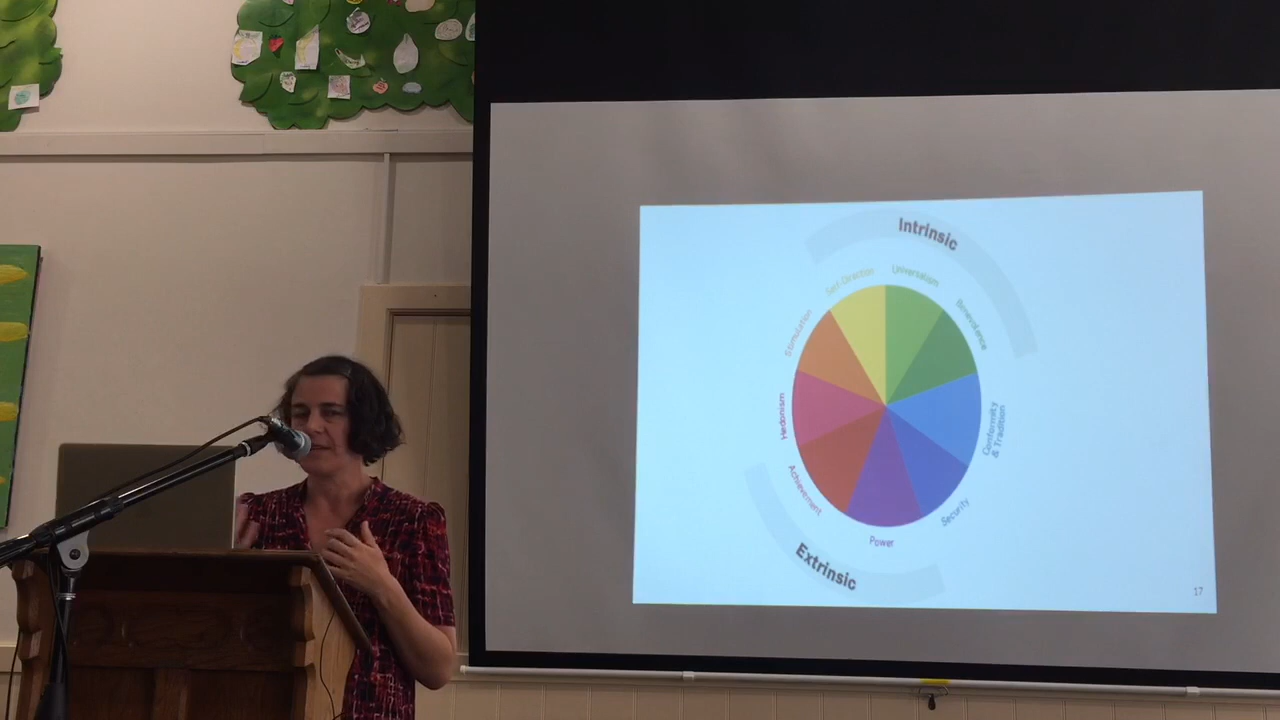 Intrinsic
Self-Direction
Universalism
Stimulation
Benevolence
Hedonism
Conformity
& Tradition
Achievement
Security
Power
Extrinsic
17